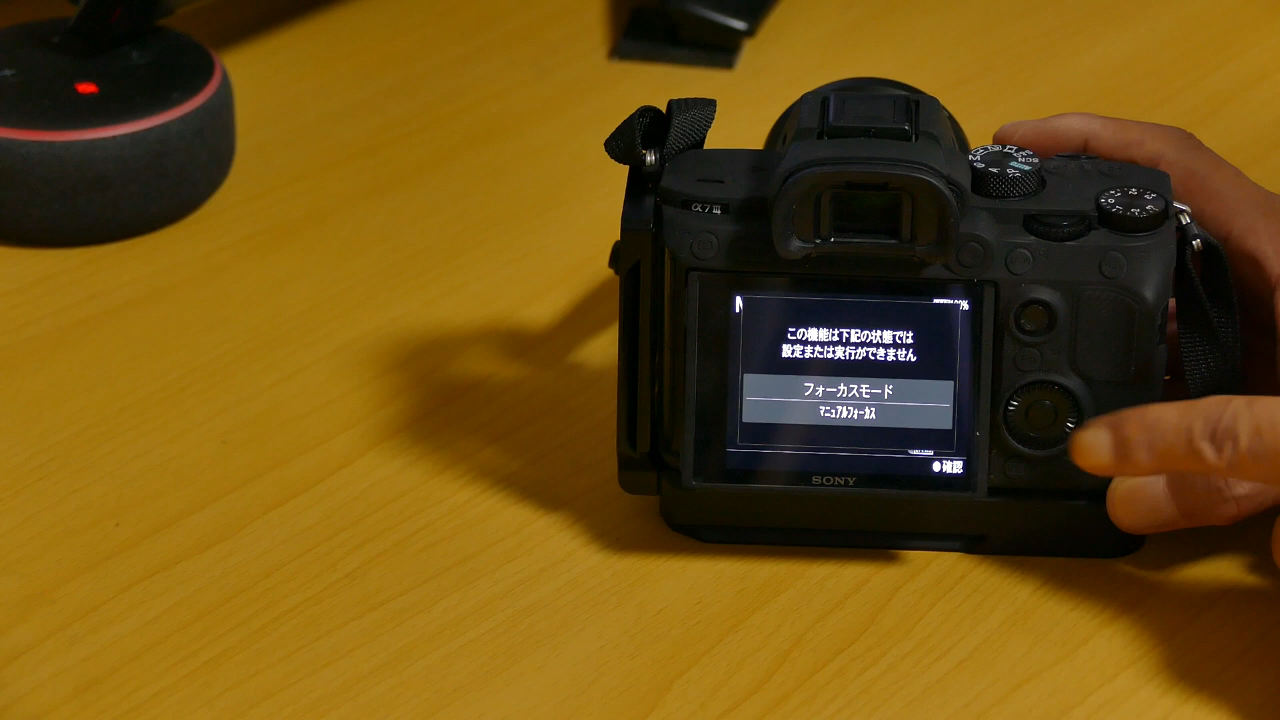 α7III
この機能は下記の状態では
設定または実行ができません
フォーカスモード
マニュアルフォーカス
確認
SONY